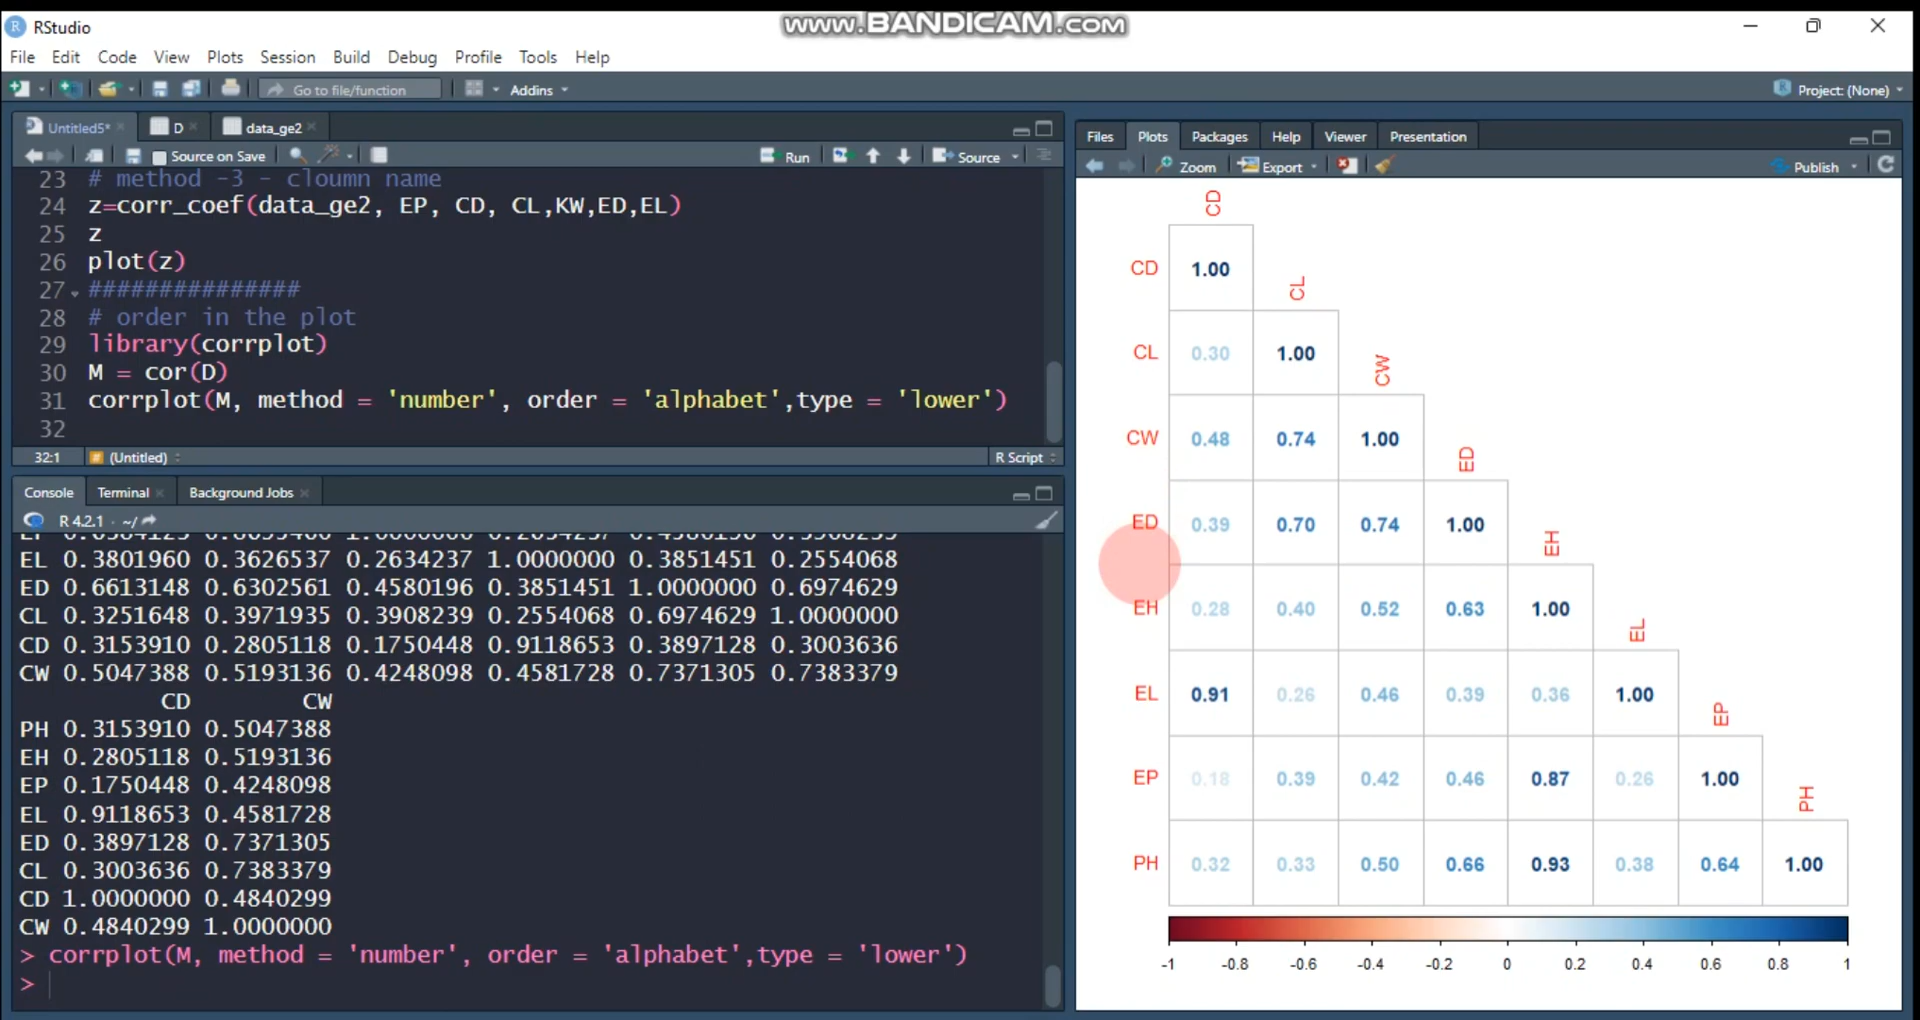 www.BANDICAM.com
RStudio
File Edit Code View Plots Session Build Debug Profile Tools Help
Go to file/function Addins Project: (None)
Untitled5* D data_ge2
Source on Save Run Source
23 # method -3 - cloumn name
24 z=corr_coef(data_ge2, EP, CD, CL,KW,ED,EL)
25 z
26 plot(z)
27 ###############
28 # order in the plot
29 library(corrplot)
30 M = cor(D)
31 corrplot(M, method = 'number', order = 'alphabet',type = 'lower')
32
32:1 (Untitled) R Script
Console Terminal Background Jobs
R 4.2.1 · ~/
EL 0.3801960 0.3626537 0.2634237 1.0000000 0.3851451 0.2554068
ED 0.6613148 0.6302561 0.4580196 0.3851451 1.0000000 0.6974629
CL 0.3251648 0.3971935 0.3908239 0.2554068 0.6974629 1.0000000
CD 0.3153910 0.2805118 0.1750448 0.9118653 0.3897128 0.3003636
CW 0.5047388 0.5193136 0.4248098 0.4581728 0.7371305 0.7383379
CD CW
PH 0.3153910 0.5047388
EH 0.2805118 0.5193136
EP 0.1750448 0.4248098
EL 0.9118653 0.4581728
ED 0.3897128 0.7371305
CL 0.3003636 0.7383379
CD 1.0000000 0.4840299
CW 0.4840299 1.0000000
> corrplot(M, method = 'number', order = 'alphabet',type = 'lower')
>
Files Plots Packages Help Viewer Presentation
Zoom Export Publish
CD
CD 1.00
CL
CL 0.30 1.00
CW
CW 0.48 0.74 1.00
ED
ED 0.39 0.70 0.74 1.00
EH
EH 0.28 0.40 0.52 0.63 1.00
EL
EL 0.91 0.26 0.46 0.39 0.36 1.00
EP
EP 0.18 0.39 0.42 0.46 0.87 0.26 1.00
PH
PH 0.32 0.33 0.50 0.66 0.93 0.38 0.64 1.00
-1 -0.8 -0.6 -0.4 -0.2 0 0.2 0.4 0.6 0.8 1